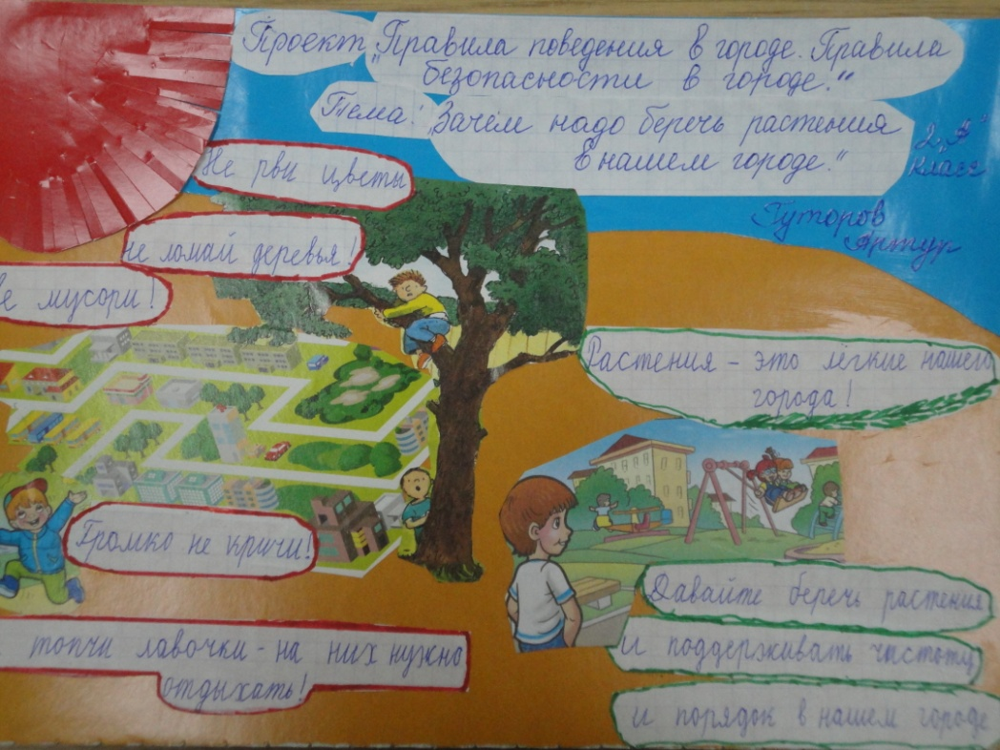 Проект „Правила поведения в городе. Правила
безопасности в городе."
Тема: „Зачем надо беречь растения
в нашем городе."
2 „А"
класс
Гуторов
Артур
Не рви цветы
не ломай деревья!
е мусори!
Растения - это лёгкие нашего
города!
Громко не кричи!
топчи лавочки - на них нужно
отдыхать!
Давайте беречь растения
и поддерживать чистоту
и порядок в нашем городе